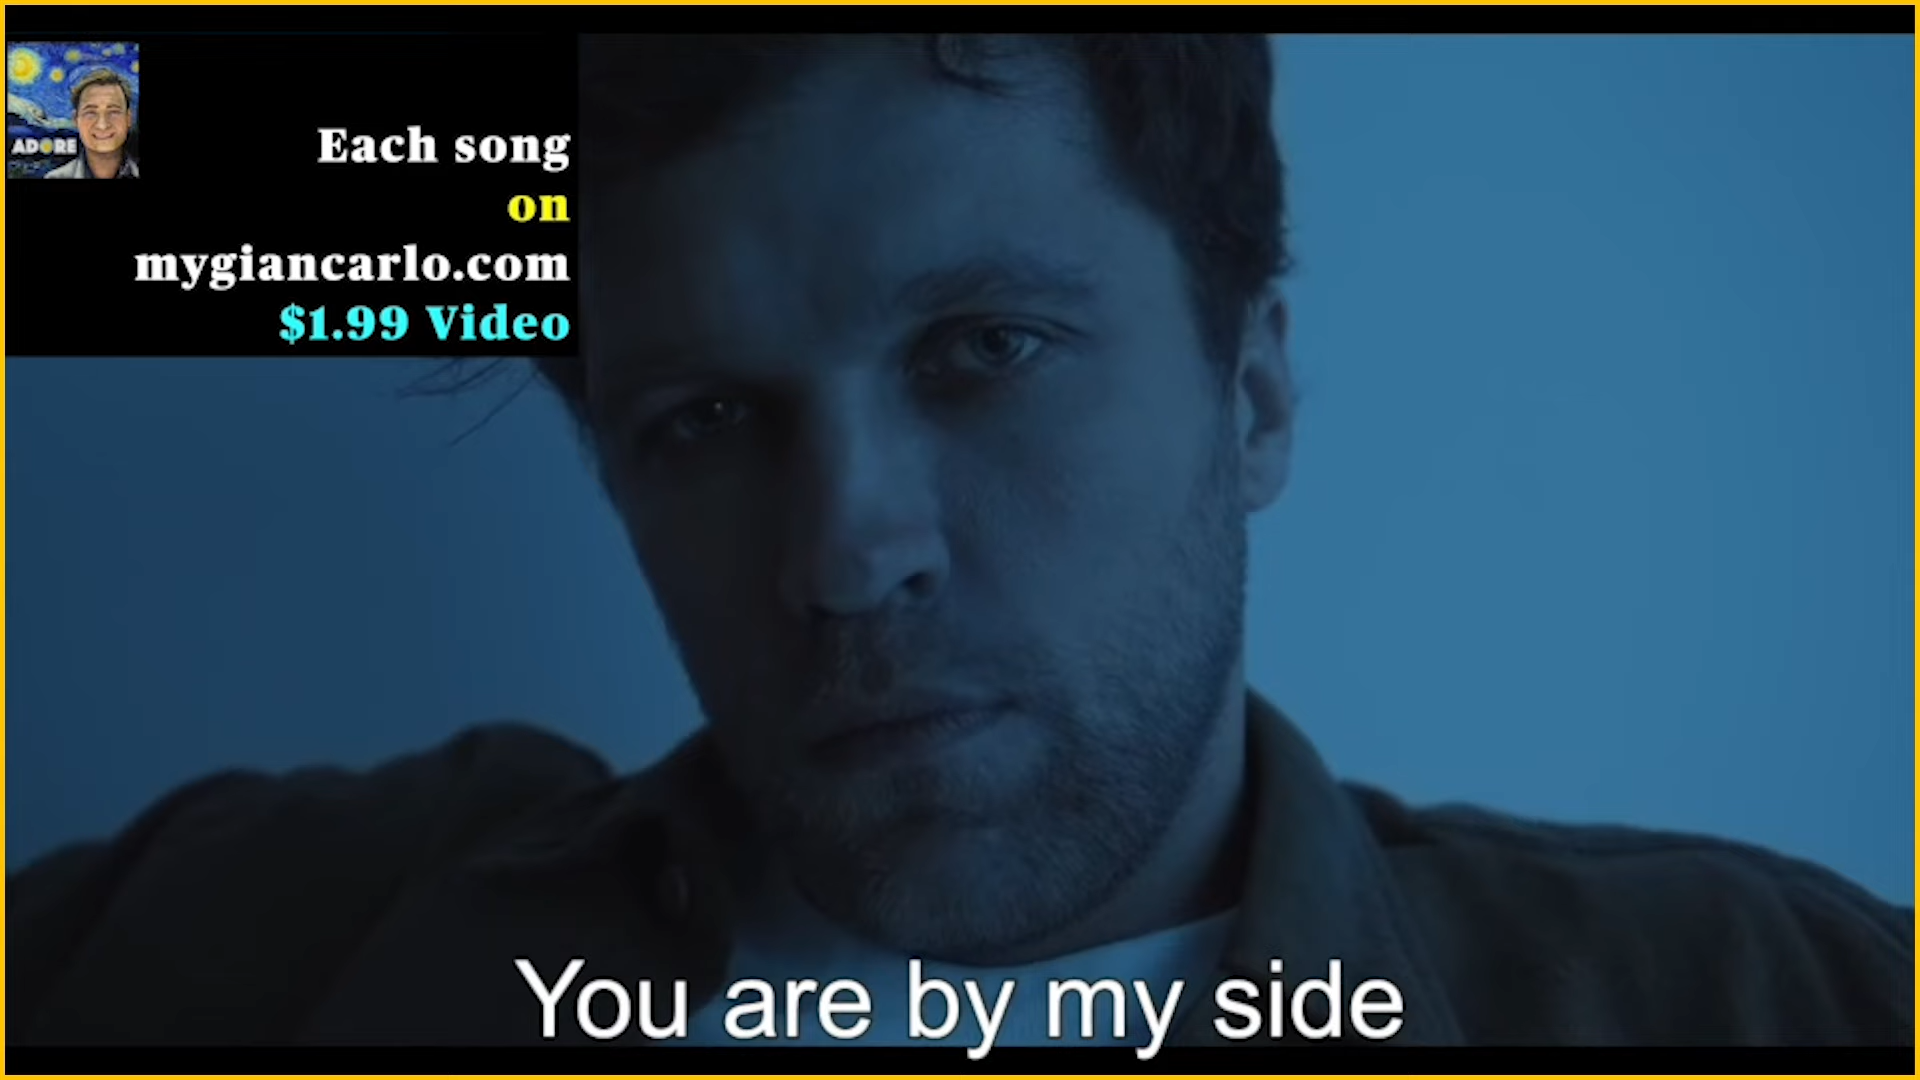 ADORE
Each song
on
mygiancarlo.com
$1.99 Video
You are by my side